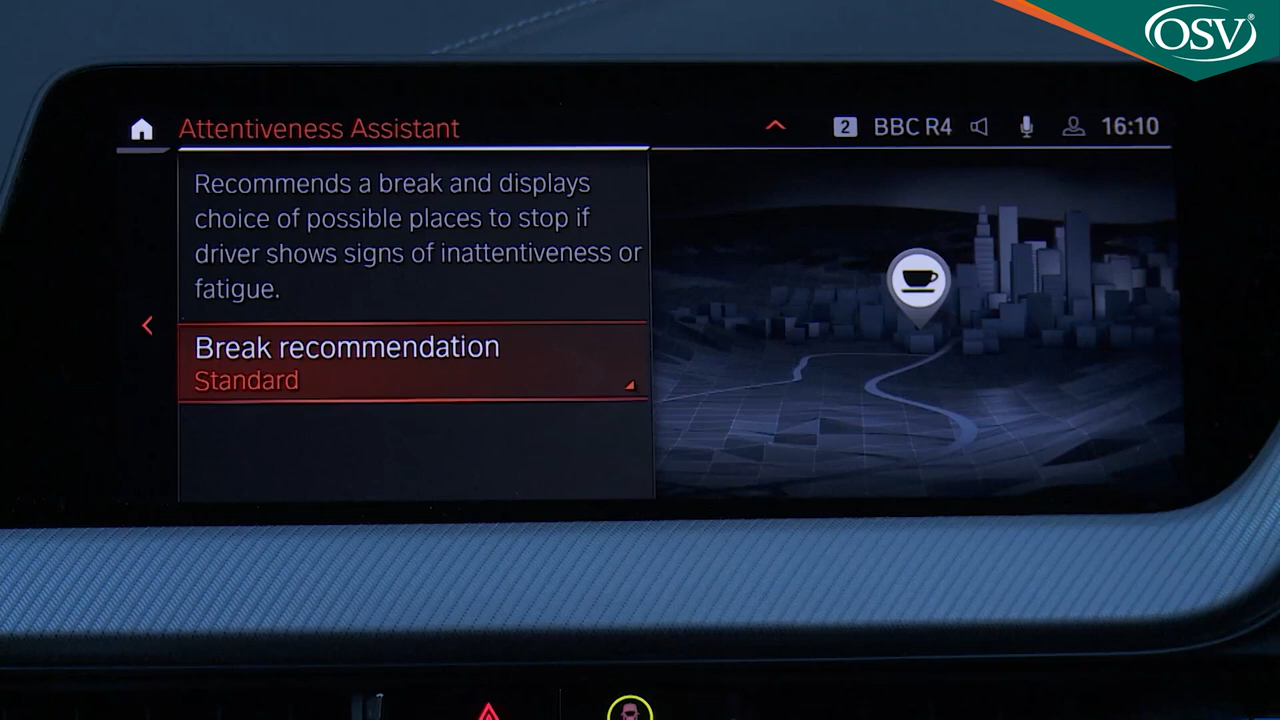 OSV®
Attentiveness Assistant
2 BBC R4 16:10
Recommends a break and displays
choice of possible places to stop if
driver shows signs of inattentiveness or
fatigue.
Break recommendation
Standard